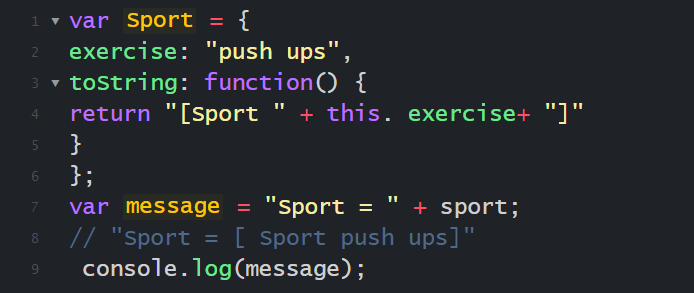 1 var Sport = {
2 exercise: "push ups",
3 toString: function() {
4 return "[Sport " + this. exercise+ "]"
5 }
6 };
7 var message = "Sport = " + sport;
8 // "Sport = [ Sport push ups]"
9 console.log(message);